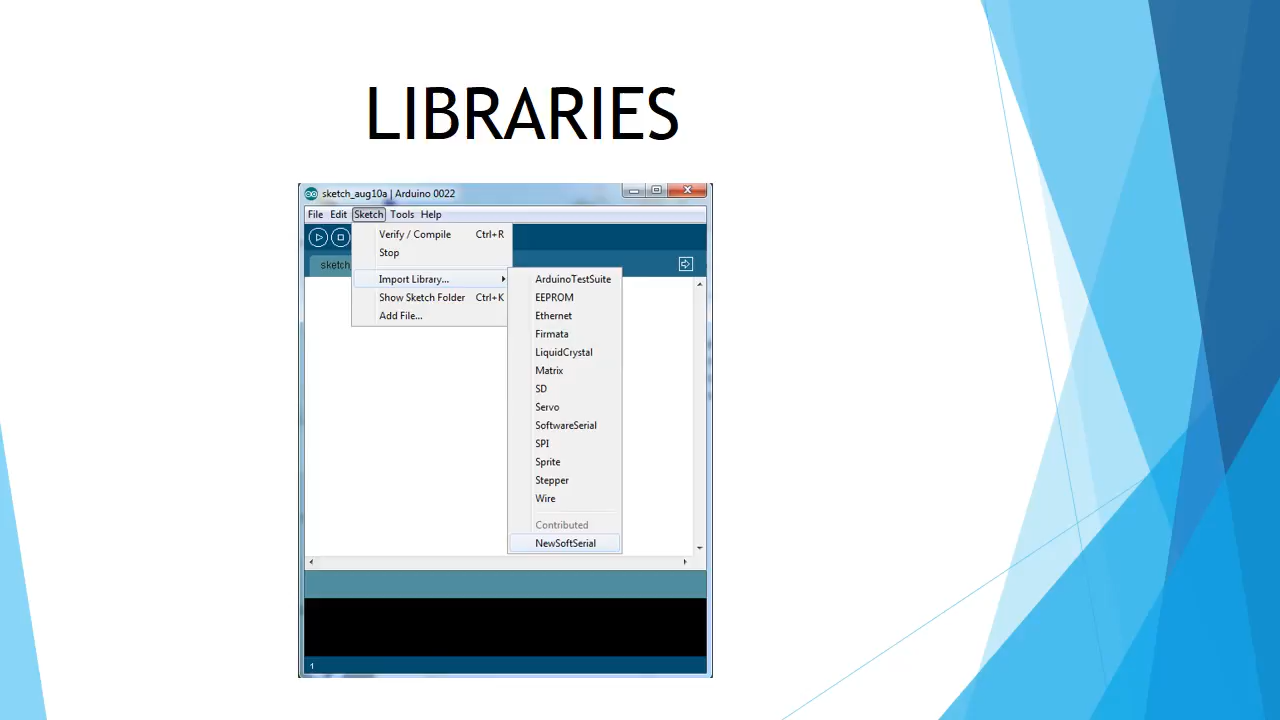 LIBRARIES
sketch_aug10a | Arduino 0022
File Edit Sketch Tools Help
Verify / Compile Ctrl+R
Stop
sketch
Import Library...
Show Sketch Folder Ctrl+K
Add File...
ArduinoTestSuite
EEPROM
Ethernet
Firmata
LiquidCrystal
Matrix
SD
Servo
SoftwareSerial
SPI
Sprite
Stepper
Wire
Contributed
NewSoftSerial
1